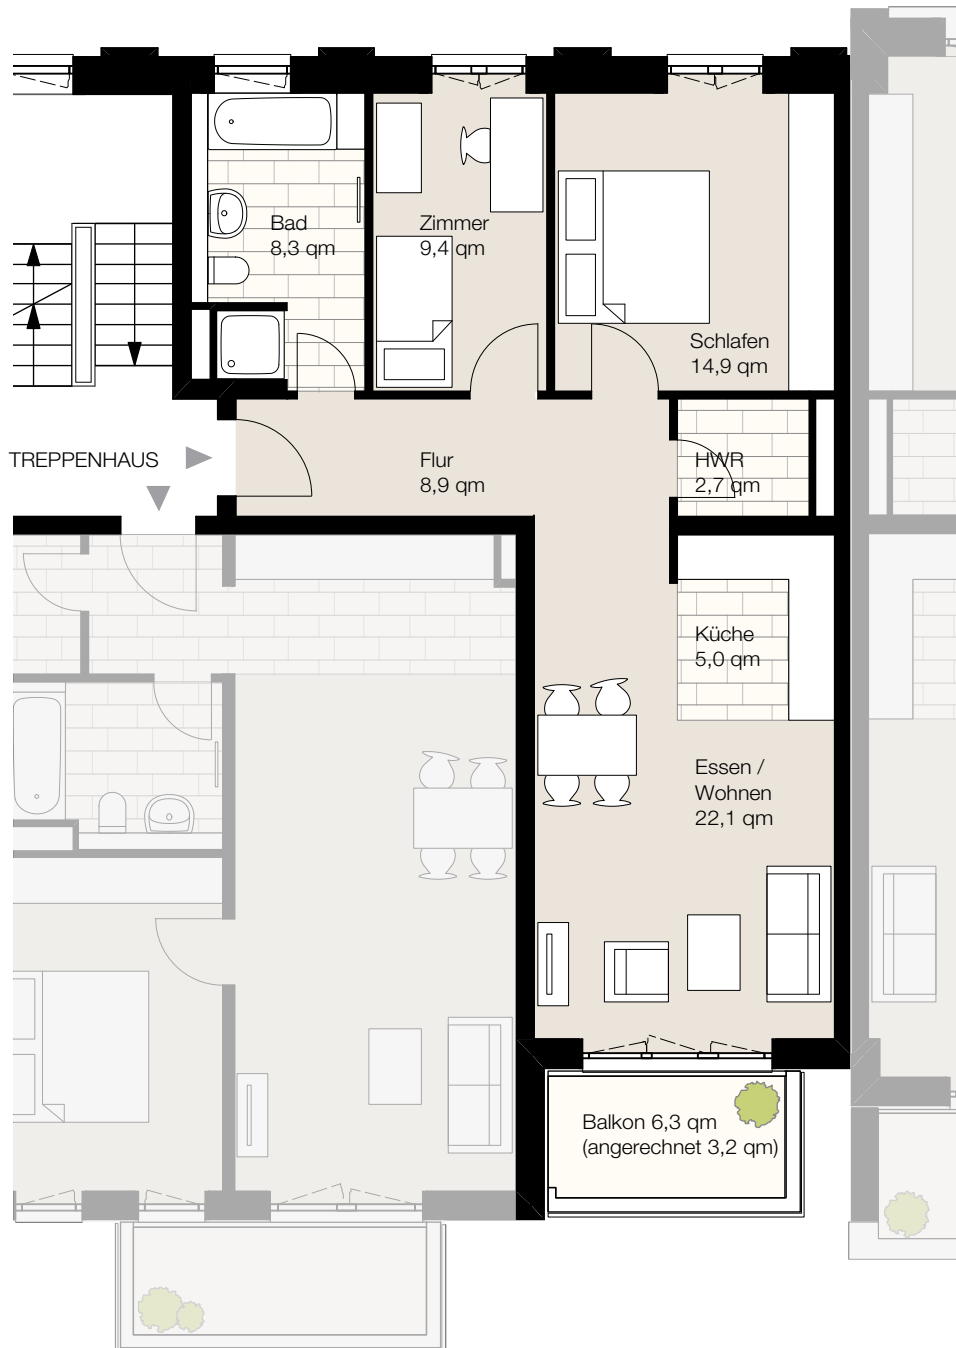 Bad
8,3 qm
Zimmer
9,4 qm
Schlafen
14,9 qm
TREPPENHAUS
Flur
8,9 qm
HWR
2,7 qm
Küche
5,0 qm
Essen /
Wohnen
22,1 qm
Balkon 6,3 qm
(angerechnet 3,2 qm)